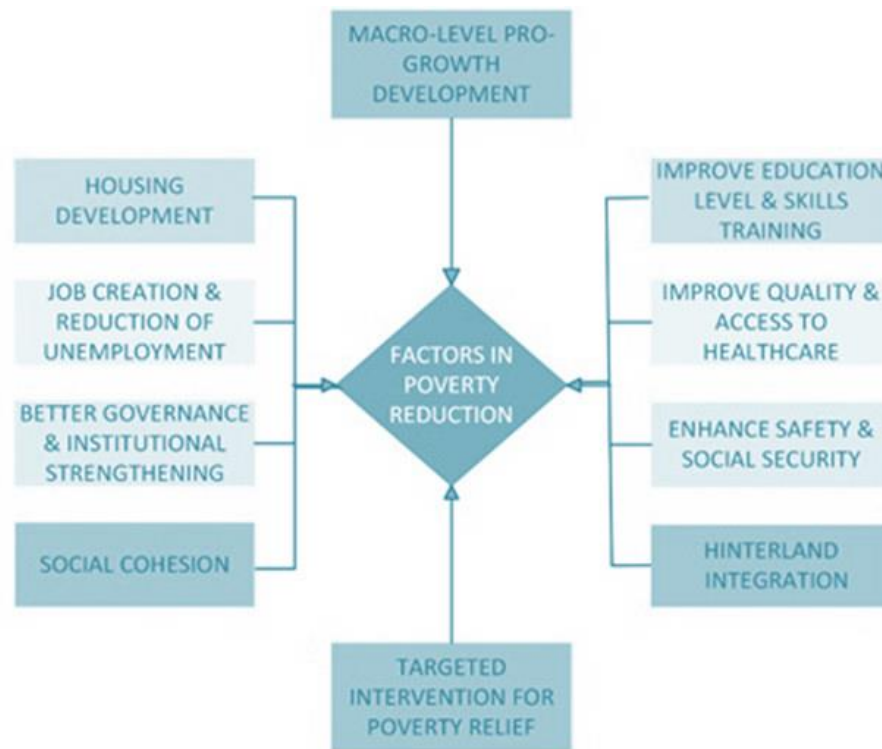 MACRO-LEVEL PRO-
GROWTH
DEVELOPMENT
HOUSING
DEVELOPMENT
JOB CREATION &
REDUCTION OF
UNEMPLOYMENT
BETTER GOVERNANCE
& INSTITUTIONAL
STRENGTHENING
SOCIAL COHESION
FACTORS IN
POVERTY
REDUCTION
IMPROVE EDUCATION
LEVEL & SKILLS
TRAINING
IMPROVE QUALITY &
ACCESS TO
HEALTHCARE
ENHANCE SAFETY &
SOCIAL SECURITY
HINTERLAND
INTEGRATION
TARGETED
INTERVENTION FOR
POVERTY RELIEF